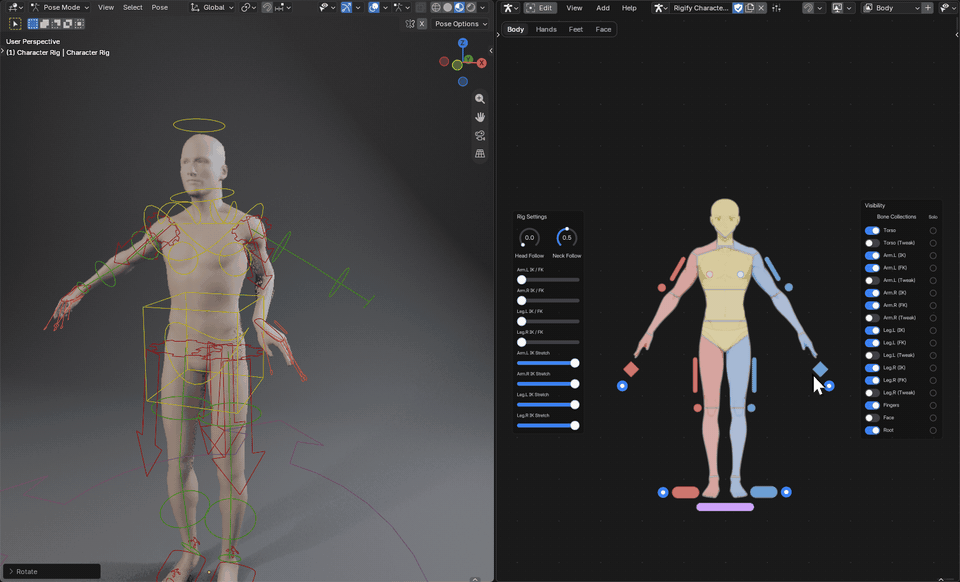 Pose Mode View Select Pose Global
Pose Options
X
User Perspective
(1) Character Rig | Character Rig
Z
X
Rotate
Edit View Add Help Rigify Characte... Body
Body Hands Feet Face
Rig Settings
0.0 0.5
Head Follow Neck Follow
Arm.L IK / FK
Arm.R IK / FK
Leg.L IK / FK
Leg.R IK / FK
Arm.L IK Stretch
Arm.R IK Stretch
Leg.L IK Stretch
Leg.R IK Stretch
Visibility
Bone Collections Solo
Torso
Torso (Tweak)
Arm.L (IK)
Arm.L (FK)
Arm.L (Tweak)
Arm.R (IK)
Arm.R (FK)
Arm.R (Tweak)
Leg.L (IK)
Leg.L (FK)
Leg.L (Tweak)
Leg.R (IK)
Leg.R (FK)
Leg.R (Tweak)
Fingers
Face
Root